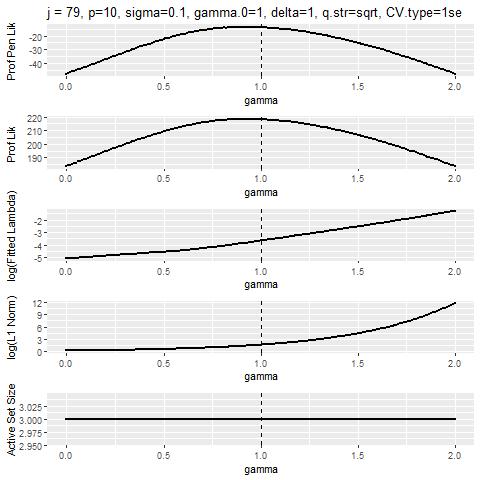 j = 79, p=10, sigma=0.1, gamma.0=1, delta=1, q.str=sqrt, CV.type=1se
Prof Pen Lik
-20
-30
-40
0.0 0.5 1.0 1.5 2.0
gamma
Prof Lik
220
210
200
190
0.0 0.5 1.0 1.5 2.0
gamma
log(Fitted Lambda)
-2
-3
-4
-5
0.0 0.5 1.0 1.5 2.0
gamma
log(L1 Norm)
12
9
6
3
0
0.0 0.5 1.0 1.5 2.0
gamma
Active Set Size
3.025
3.000
2.975
2.950
0.0 0.5 1.0 1.5 2.0
gamma